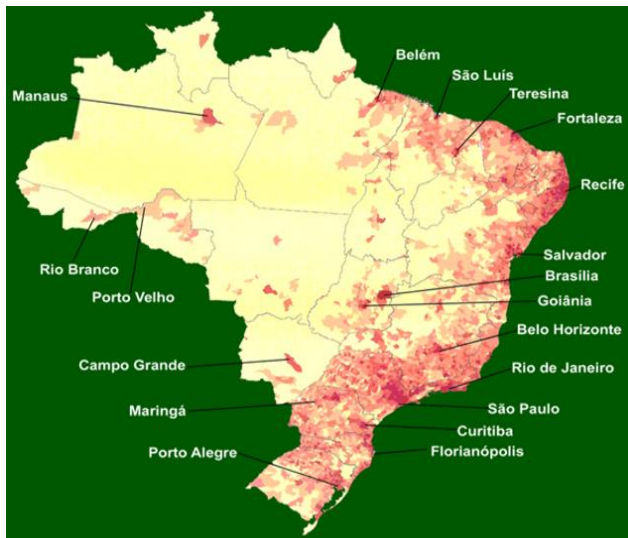 Belém
São Luís
Teresina
Manaus
Fortaleza
Recife
Salvador
Rio Branco
Brasília
Porto Velho
Goiânia
Belo Horizonte
Campo Grande
Rio de Janeiro
Maringá
São Paulo
Curitiba
Porto Alegre
Florianópolis